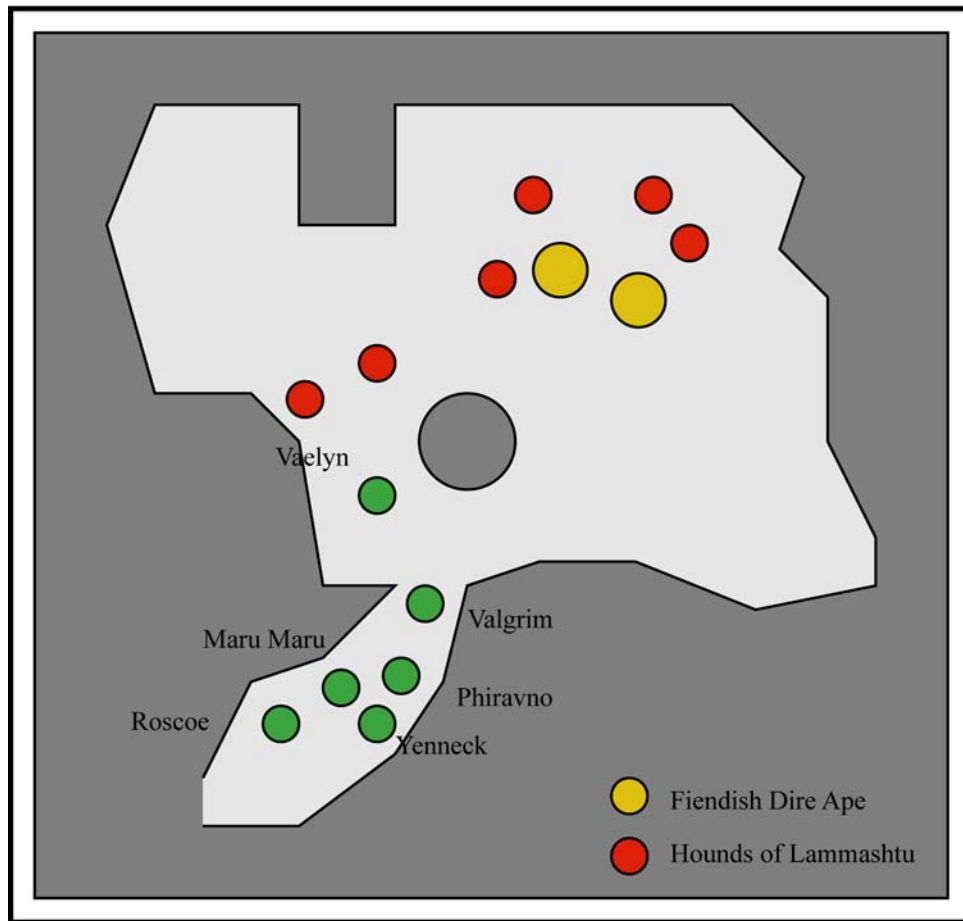 Vaelyn
Valgrim
Maru Maru
Phiravno
Roscoe
Yenneck
Fiendish Dire Ape
Hounds of Lammashtu